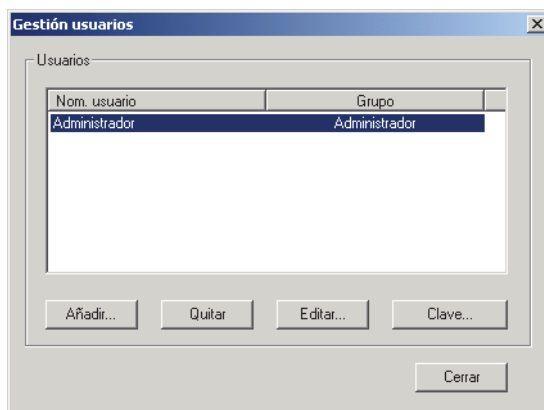 Gestión usuarios
Usuarios
Nom. usuario Grupo
Administrador Administrador
Añadir... Quitar Editar... Clave...
Cerrar